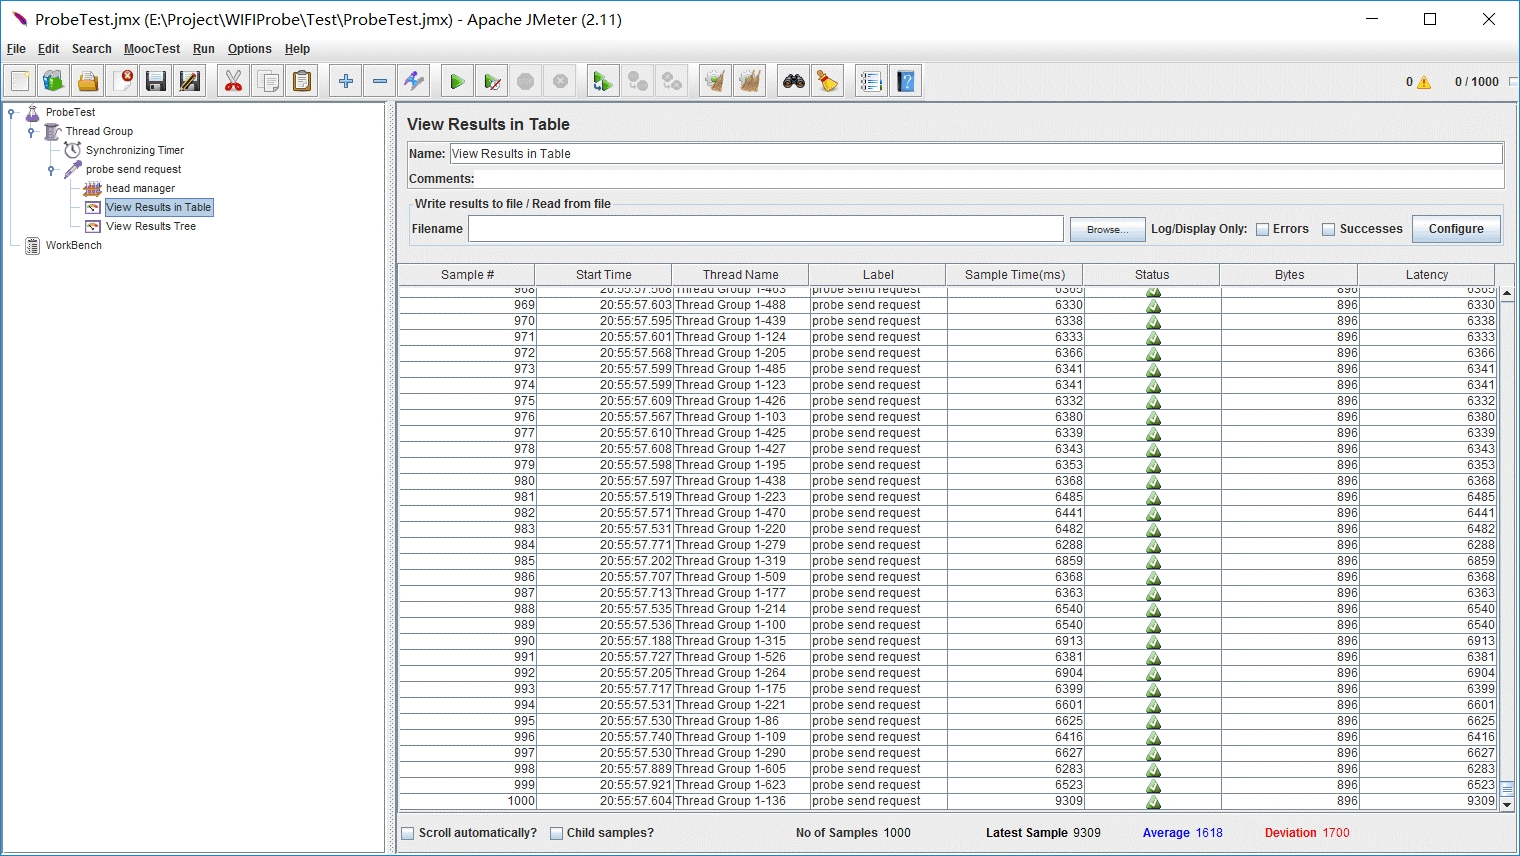 ProbeTest.jmx (E:\Project\WIFIProbe\Test\ProbeTest.jmx) - Apache JMeter (2.11)
File Edit Search MoocTest Run Options Help
0 0 / 1000
ProbeTest
Thread Group
Synchronizing Timer
probe send request
head manager
View Results in Table
View Results Tree
WorkBench
View Results in Table
Name: View Results in Table
Comments:
Write results to file / Read from file
Filename Browse... Log/Display Only: Errors Successes Configure
Sample # Start Time Thread Name Label Sample Time(ms) Status Bytes Latency
968 20:55:57.568 Thread Group 1-463 probe send request 6365 896 6365
969 20:55:57.603 Thread Group 1-488 probe send request 6330 896 6330
970 20:55:57.595 Thread Group 1-439 probe send request 6338 896 6338
971 20:55:57.601 Thread Group 1-124 probe send request 6333 896 6333
972 20:55:57.568 Thread Group 1-205 probe send request 6366 896 6366
973 20:55:57.599 Thread Group 1-485 probe send request 6341 896 6341
974 20:55:57.599 Thread Group 1-123 probe send request 6341 896 6341
975 20:55:57.609 Thread Group 1-426 probe send request 6332 896 6332
976 20:55:57.567 Thread Group 1-103 probe send request 6380 896 6380
977 20:55:57.610 Thread Group 1-425 probe send request 6339 896 6339
978 20:55:57.608 Thread Group 1-427 probe send request 6343 896 6343
979 20:55:57.598 Thread Group 1-195 probe send request 6353 896 6353
980 20:55:57.597 Thread Group 1-438 probe send request 6368 896 6368
981 20:55:57.519 Thread Group 1-223 probe send request 6485 896 6485
982 20:55:57.571 Thread Group 1-470 probe send request 6441 896 6441
983 20:55:57.531 Thread Group 1-220 probe send request 6482 896 6482
984 20:55:57.771 Thread Group 1-279 probe send request 6288 896 6288
985 20:55:57.202 Thread Group 1-319 probe send request 6859 896 6859
986 20:55:57.707 Thread Group 1-509 probe send request 6368 896 6368
987 20:55:57.713 Thread Group 1-177 probe send request 6363 896 6363
988 20:55:57.535 Thread Group 1-214 probe send request 6540 896 6540
989 20:55:57.536 Thread Group 1-100 probe send request 6540 896 6540
990 20:55:57.188 Thread Group 1-315 probe send request 6913 896 6913
991 20:55:57.727 Thread Group 1-526 probe send request 6381 896 6381
992 20:55:57.205 Thread Group 1-264 probe send request 6904 896 6904
993 20:55:57.717 Thread Group 1-175 probe send request 6399 896 6399
994 20:55:57.531 Thread Group 1-221 probe send request 6601 896 6601
995 20:55:57.530 Thread Group 1-86 probe send request 6625 896 6625
996 20:55:57.740 Thread Group 1-109 probe send request 6416 896 6416
997 20:55:57.530 Thread Group 1-290 probe send request 6627 896 6627
998 20:55:57.889 Thread Group 1-605 probe send request 6283 896 6283
999 20:55:57.921 Thread Group 1-623 probe send request 6523 896 6523
1000 20:55:57.604 Thread Group 1-136 probe send request 9309 896 9309
Scroll automatically? Child samples? No of Samples 1000 Latest Sample 9309 Average 1618 Deviation 1700